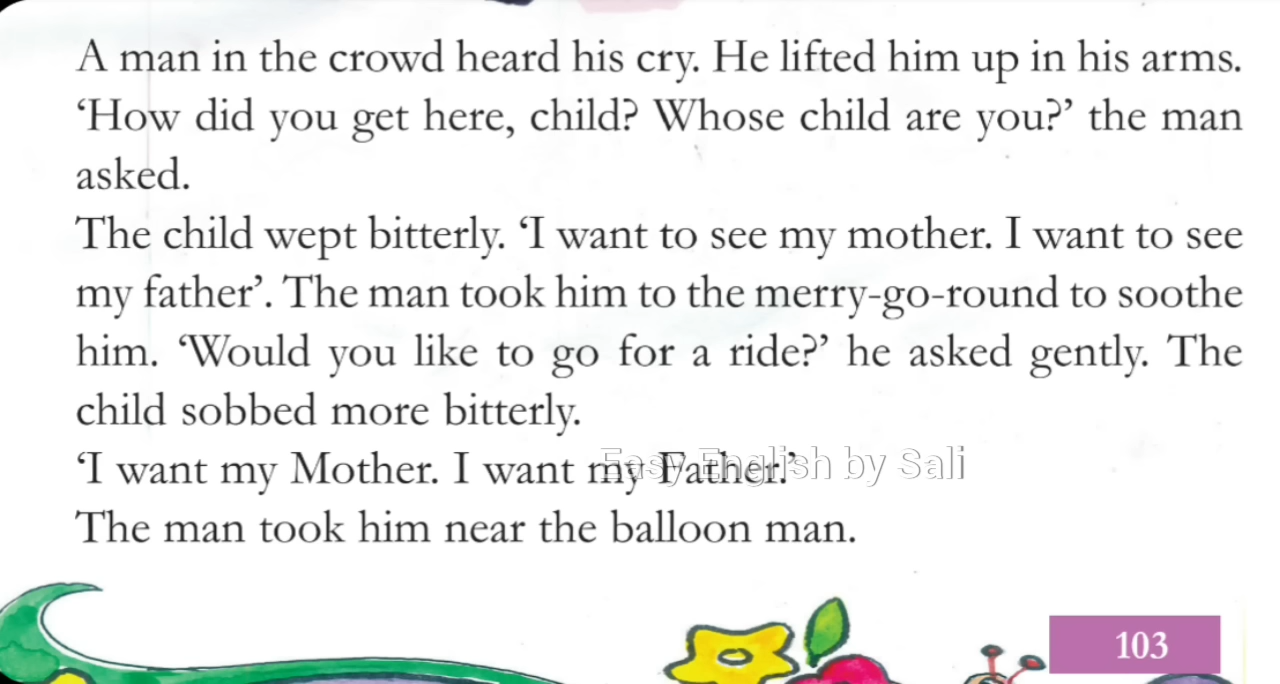 A man in the crowd heard his cry. He lifted him up in his arms.
‘How did you get here, child? Whose child are you?’ the man
asked.
The child wept bitterly. ‘I want to see my mother. I want to see
my father’. The man took him to the merry-go-round to soothe
him. ‘Would you like to go for a ride?’ he asked gently. The
child sobbed more bitterly.
‘I want my Mother. I want my Father.’
Easy English by Sali
The man took him near the balloon man.
103